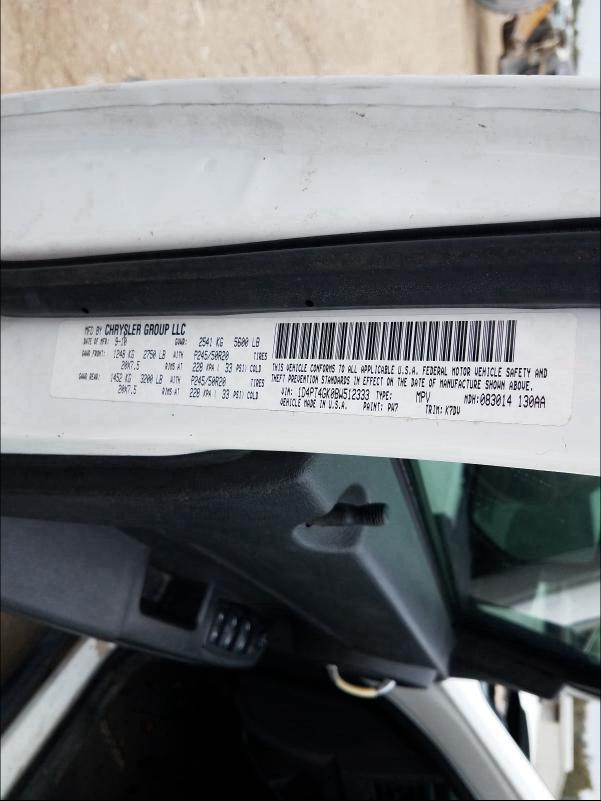 MFD BY CHRYSLER GROUP LLC
DATE OF MFR: 9-10 GVWR: 2541 KG 5600 LB
GAWR FRONT: 1248 KG 2750 LB WITH P245/50R20 TIRES
20X7.5 RIMS AT 228 KPA ( 33 PSI) COLD
GAWR REAR: 1452 KG 3200 LB WITH P245/50R20 TIRES
20X7.5 RIMS AT 228 KPA ( 33 PSI) COLD
THIS VEHICLE CONFORMS TO ALL APPLICABLE U.S.A. FEDERAL MOTOR VEHICLE SAFETY AND
THEFT PREVENTION STANDARDS IN EFFECT ON THE DATE OF MANUFACTURE SHOWN ABOVE.
VIN: 1D4PT4GK0BW512333 TYPE: MPV MDH: 083014 130AA
VEHICLE MADE IN U.S.A. PAINT: PW7 TRIM: K7DV